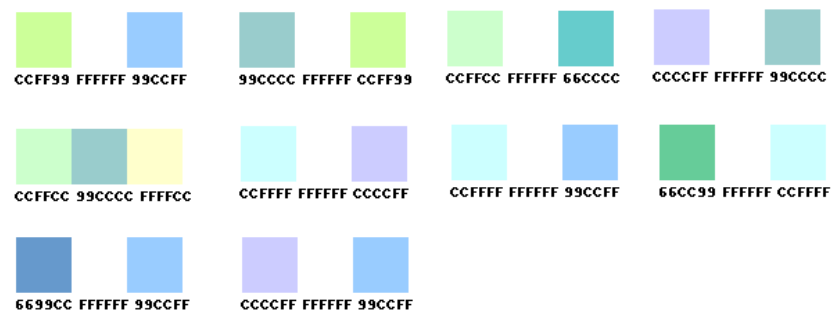 CCFF99 FFFFFF 99CCFF
99CCCC FFFFFF CCFF99
CCFFCC FFFFFF 66CCCC
CCCCFF FFFFFF 99CCCC
CCFFCC 99CCCC FFFFCC
CCFFFF FFFFFF CCCCFF
CCFFFF FFFFFF 99CCFF
66CC99 FFFFFF CCFFFF
6699CC FFFFFF 99CCFF
CCCCFF FFFFFF 99CCFF